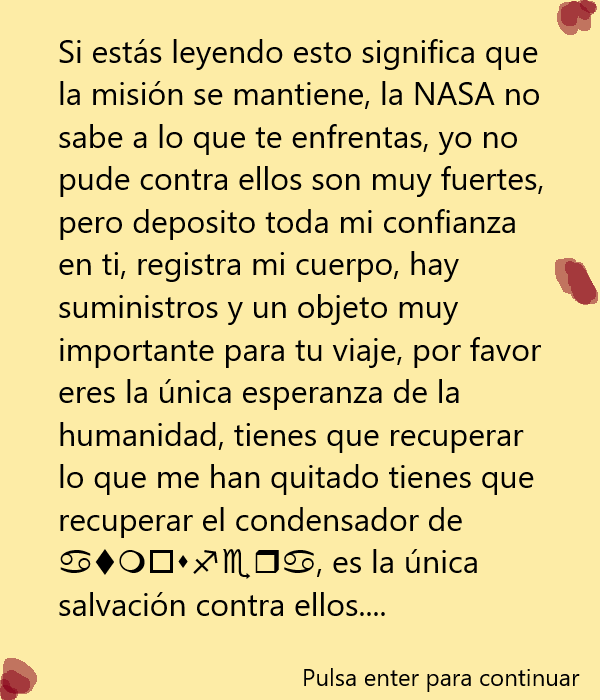 Si estás leyendo esto significa que
la misión se mantiene, la NASA no
sabe a lo que te enfrentas, yo no
pude contra ellos son muy fuertes,
pero deposito toda mi confianza
en ti, registra mi cuerpo, hay
suministros y un objeto muy
importante para tu viaje, por favor
eres la única esperanza de la
humanidad, tienes que recuperar
lo que me han quitado tienes que
recuperar el condensador de
♋⧫❍□⬧♐♏❒♋, es la única
salvación contra ellos....
Pulsa enter para continuar